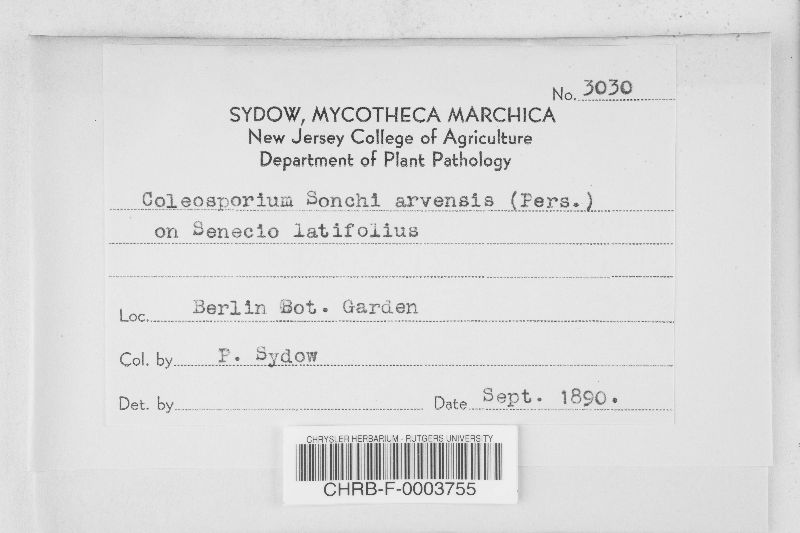 No. 3030
SYDOW, MYCOTHECA MARCHICA
New Jersey College of Agriculture
Department of Plant Pathology
Coleosporium Sonchi arvensis (Pers.)
on Senecio latifolius
Loc. Berlin Bot. Garden
Col. by P. Sydow
Det. by
Date Sept. 1890.
CHRYSLER HERBARIUM - RUTGERS UNIVERSITY
CHRB-F-0003755